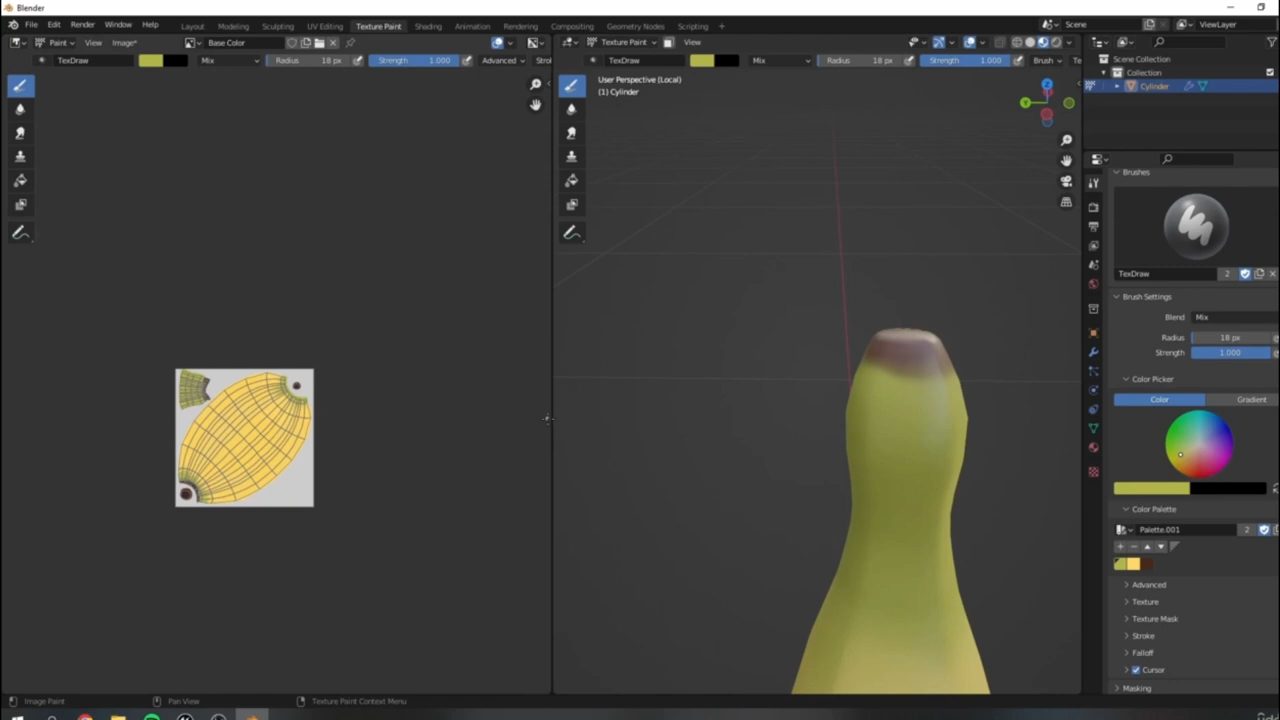 Blender
File Edit Render Window Help Layout Modeling Sculpting UV Editing Texture Paint Shading Animation Rendering Compositing Geometry Nodes Scripting + Scene ViewLayer
Paint View Image* Base Color Texture Paint View
TexDraw Mix Radius 18 px Strength 1.000 Advanced Strol TexDraw Mix Radius 18 px Strength 1.000 Brush Te
User Perspective (Local)
(1) Cylinder
Scene Collection
Collection
Cylinder
Brushes
TexDraw 2
Brush Settings
Blend Mix
Radius 18 px
Strength 1.000
Color Picker
Color Gradient
Color Palette
Palette.001 2
Advanced
Texture
Texture Mask
Stroke
Falloff
Cursor
Masking
Image Paint Pan View Texture Paint Context Menu